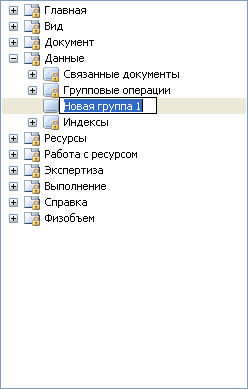 Главная
Вид
Документ
Данные
Связанные документы
Групповые операции
Новая группа 1
Индексы
Ресурсы
Работа с ресурсом
Экспертиза
Выполнение
Справка
Физобъем